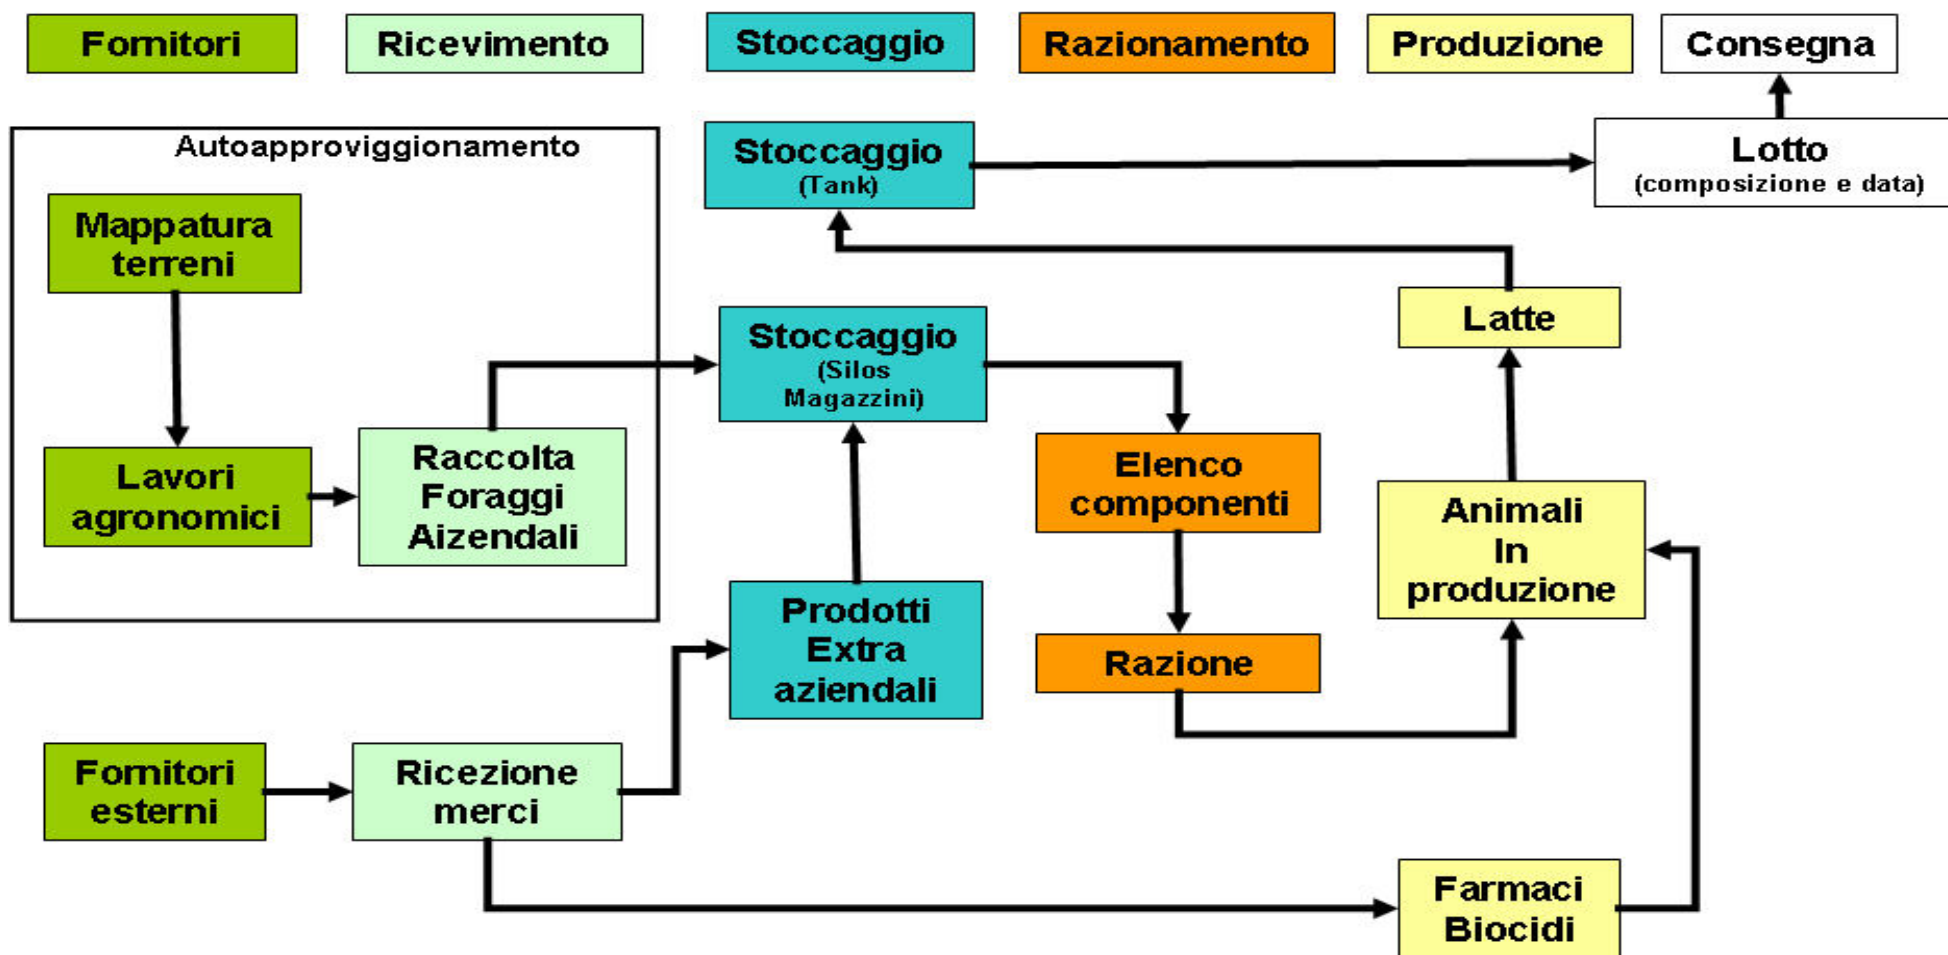 Fornitori
Ricevimento
Stoccaggio
Razionamento
Produzione
Consegna
Autoapproviggionamento
Stoccaggio
(Tank)
Lotto
(composizione e data)
Mappatura
terreni
Latte
Stoccaggio
(Silos
Magazzini)
Lavori
agronomici
Raccolta
Foraggi
Aizendali
Elenco
componenti
Animali
In
produzione
Prodotti
Extra
aziendali
Razione
Fornitori
esterni
Ricezione
merci
Farmaci
Biocidi